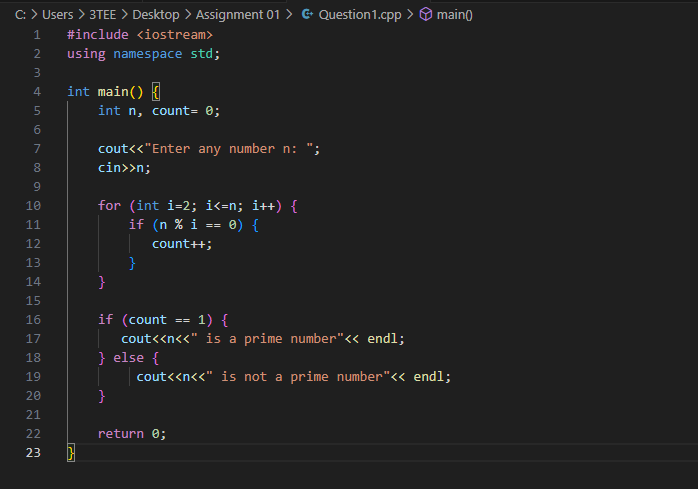 C: > Users > 3TEE > Desktop > Assignment 01 > Question1.cpp > main()
1 #include <iostream>
2 using namespace std;
3
4 int main() {
5 int n, count= 0;
6
7 cout<<"Enter any number n: ";
8 cin>>n;
9
10 for (int i=2; i<=n; i++) {
11 if (n % i == 0) {
12 count++;
13 }
14 }
15
16 if (count == 1) {
17 cout<<n<<" is a prime number"<< endl;
18 } else {
19 cout<<n<<" is not a prime number"<< endl;
20 }
21
22 return 0;
23 }